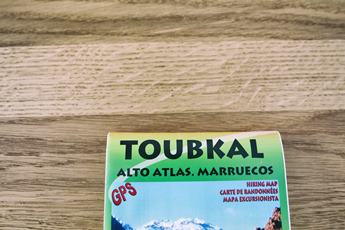 TOUBKAL
ALTO ATLAS. MARRUECOS
HIKING MAP
CARTE DE RANDONNÉES
MAPA EXCURSIONISTA
GPS